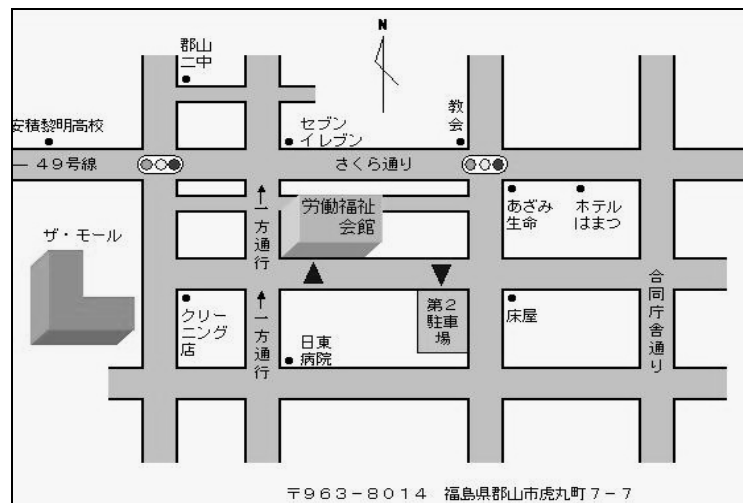 N
郡山
二中
セブン
イレブン
教会
安積黎明高校
－４９号線
さくら通り
労働福祉
会館
あざみ
生命
ホテル
はまつ
ザ・モール
↑一方通行
↑一方通行
クリー
ニング
店
日東
病院
第２
駐車
場
床屋
合同庁舎通り
〒９６３－８０１４　福島県郡山市虎丸町７－７